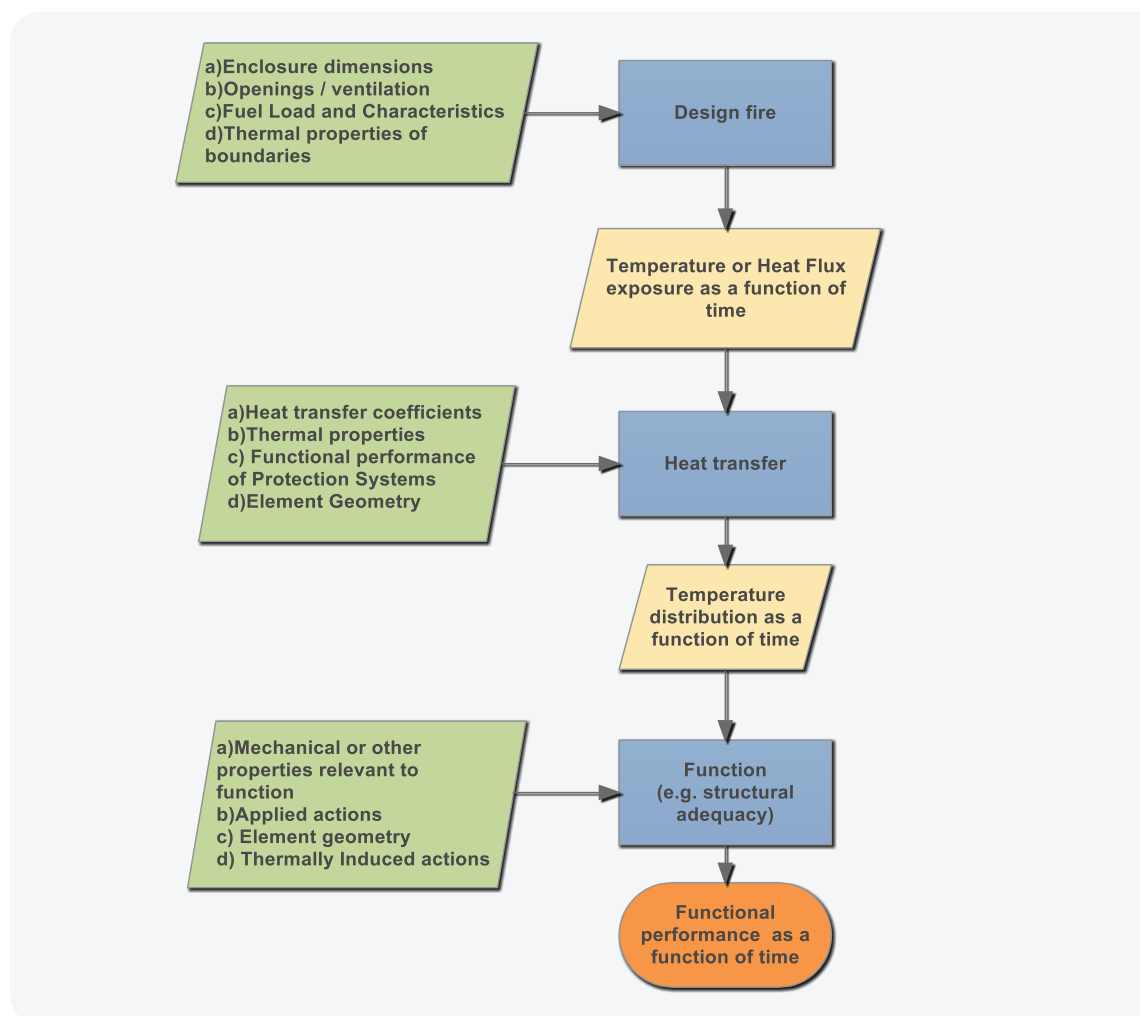 a)Enclosure dimensions
b)Openings / ventilation
c)Fuel Load and Characteristics
d)Thermal properties of
boundaries
Design fire
Temperature or Heat Flux
exposure as a function of
time
a)Heat transfer coefficients
b)Thermal properties
c) Functional performance
of Protection Systems
d)Element Geometry
Heat transfer
Temperature
distribution as a
function of time
a)Mechanical or other
properties relevant to
function
b)Applied actions
c) Element geometry
d) Thermally Induced actions
Function
(e.g. structural
adequacy)
Functional
performance as a
function of time